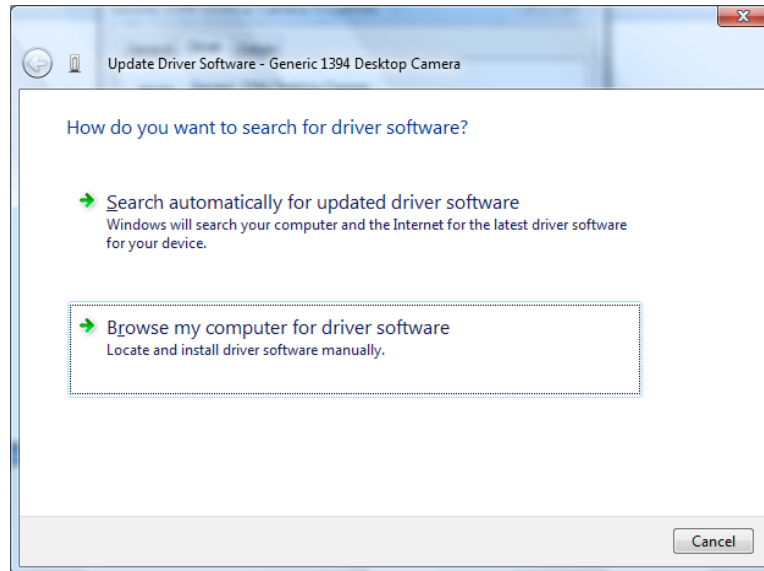 Update Driver Software - Generic 1394 Desktop Camera
How do you want to search for driver software?
Search automatically for updated driver software
Windows will search your computer and the Internet for the latest driver software
for your device.
Browse my computer for driver software
Locate and install driver software manually.
Cancel